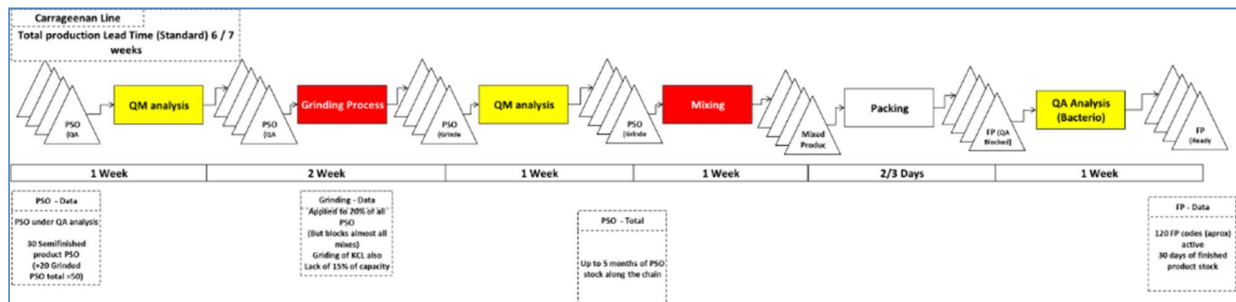 Carrageenan Line
Total production Lead Time (Standard) 6 / 7
weeks
PSO
(QA
QM analysis
PSO
(QA
Grinding Process
PSO
(Grinde
QM analysis
PSO
(Grinde
Mixing
Mixed
Produc
Packing
FP (QA
Blocked)
QA Analysis
(Bacterio)
FP
(Ready
1 Week
2 Week
1 Week
1 Week
2/3 Days
1 Week
PSO - Data
PSO under QA analysis
30 Semifinished
product PSO
(+20 Grinded
PSO total =50)
Grinding - Data
Applied to 20% of all
PSO
(But blocks almost all
mixes)
Griding of KCL also
Lack of 15% of capacity
PSO - Total
Up to 5 months of PSO
stock along the chain
FP - Data
120 FP codes (aprox)
active
30 days of finished
product stock